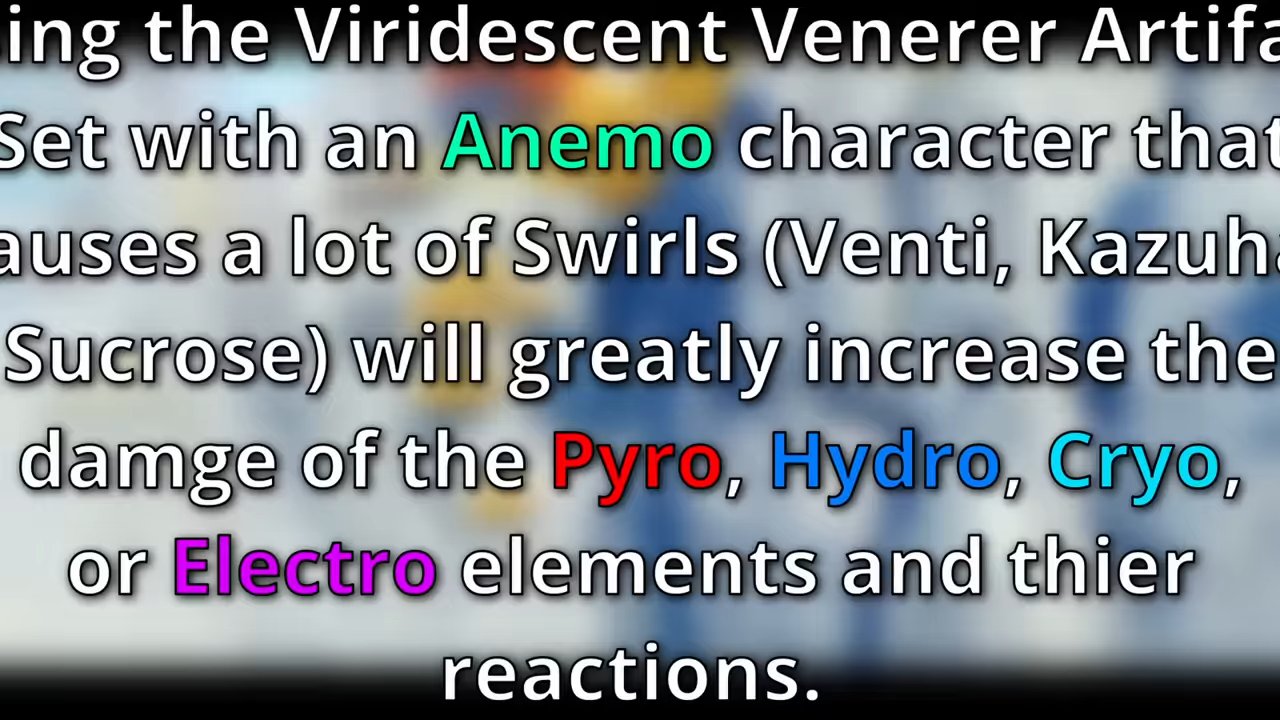 ing the Viridescent Venerer Artifa
Set with an Anemo character that
auses a lot of Swirls (Venti, Kazuha
Sucrose) will greatly increase the
damge of the Pyro, Hydro, Cryo,
or Electro elements and thier
reactions.